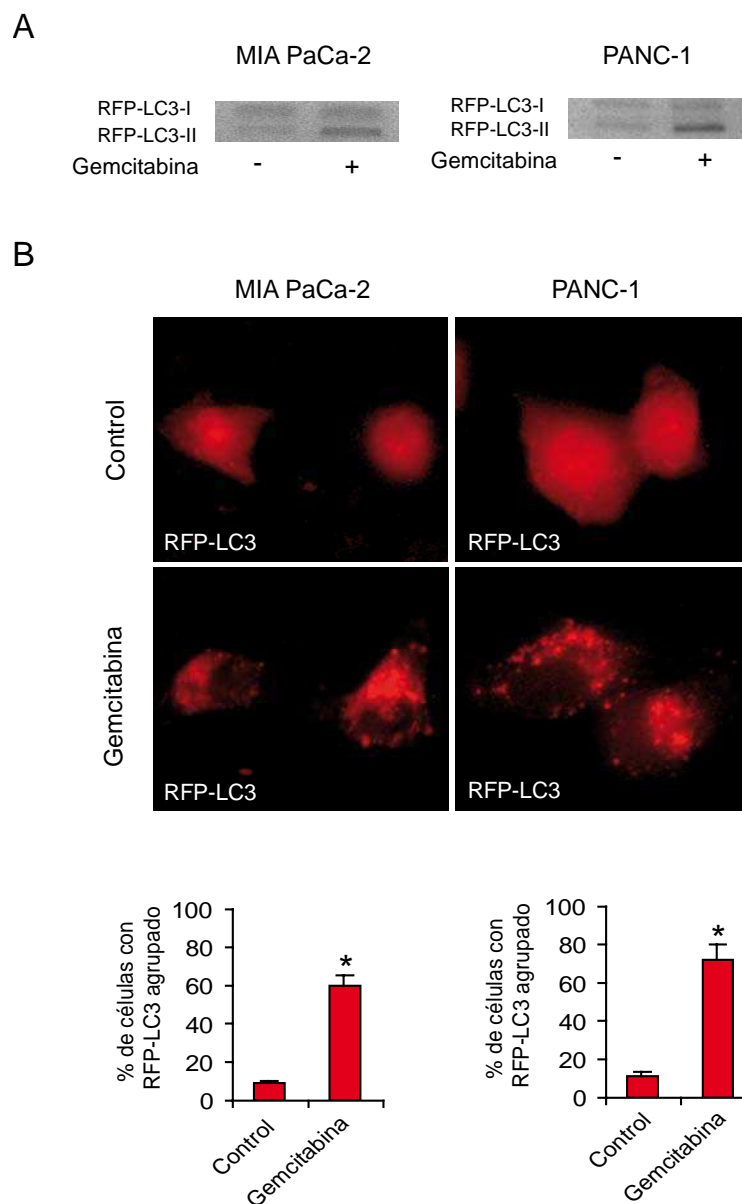 A
MIA PaCa-2
PANC-1
RFP-LC3-I
RFP-LC3-II
Gemcitabina
-
+
RFP-LC3-I
RFP-LC3-II
Gemcitabina
-
+
B
MIA PaCa-2
PANC-1
Control
RFP-LC3
RFP-LC3
Gemcitabina
RFP-LC3
RFP-LC3
% de células con
RFP-LC3 agrupado
100
80
60
40
20
0
*
Control
Gemcitabina
% de células con
RFP-LC3 agrupado
100
80
60
40
20
0
*
Control
Gemcitabina